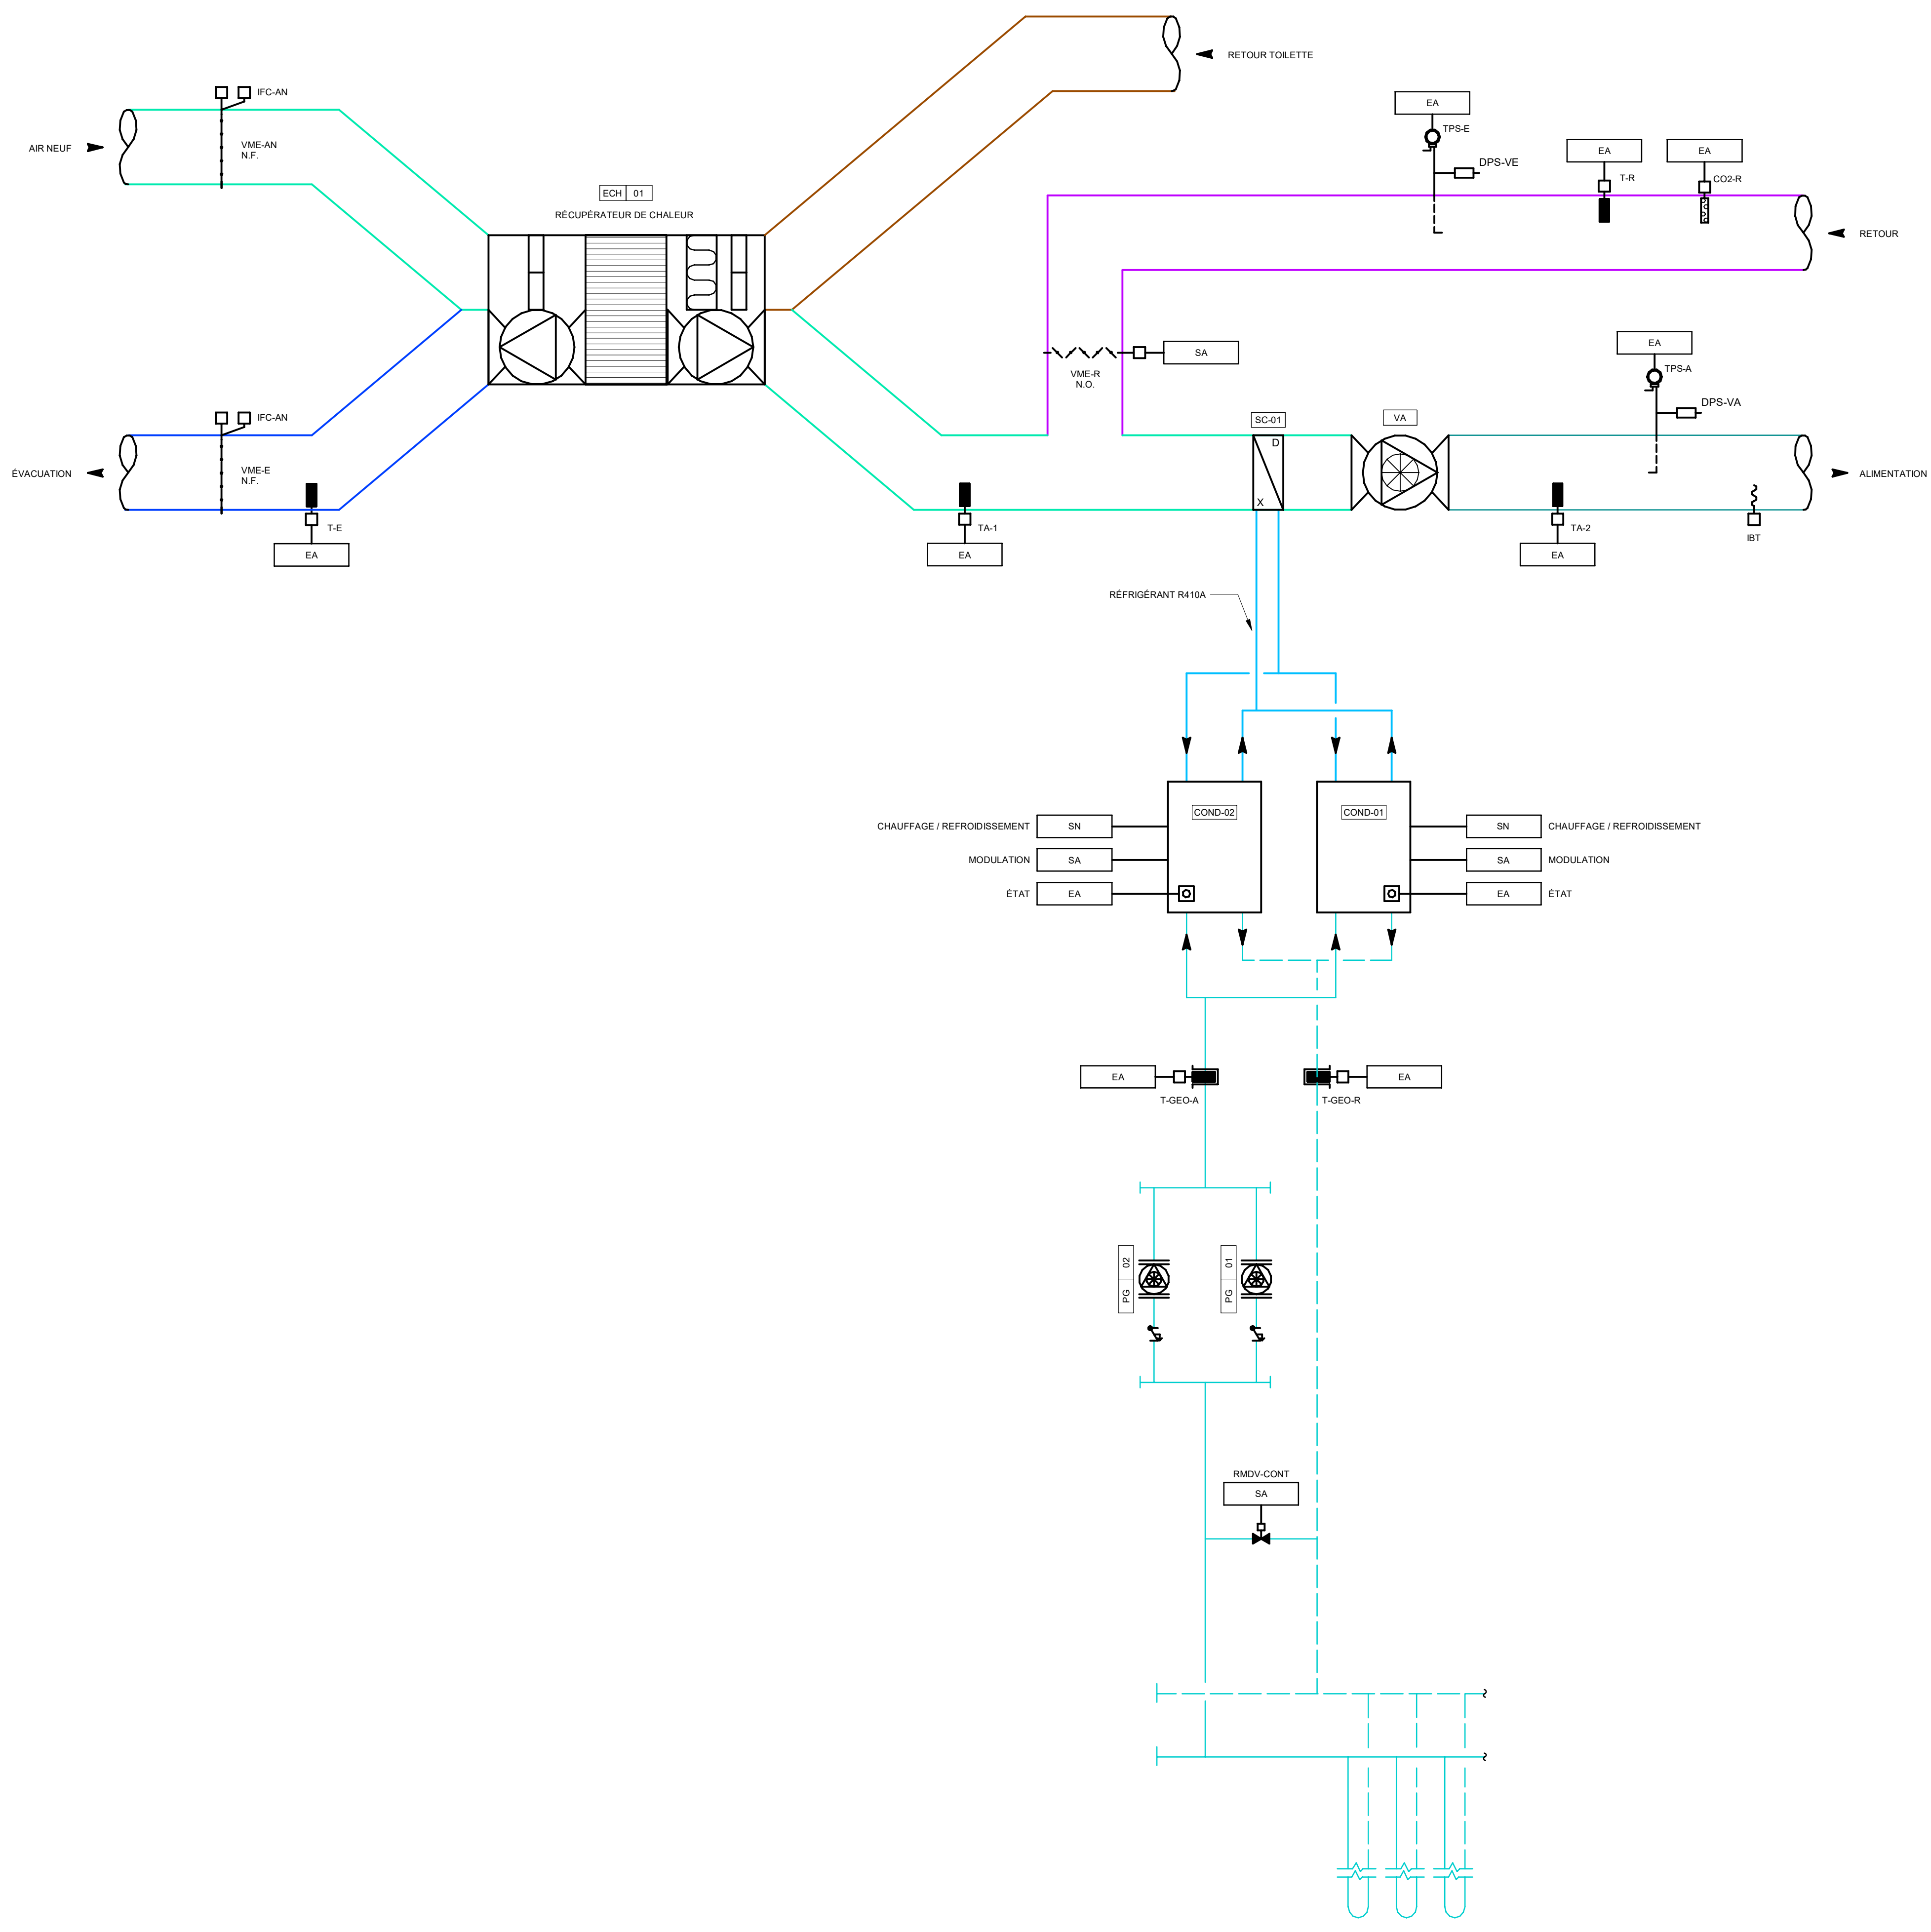 RETOUR TOILETTE
IFC-AN
EA
TPS-E
VME-AN
N.F.
AIR NEUF
DPS-VE
EA
EA
T-R
CO2-R
ECH 01
RÉCUPÉRATEUR DE CHALEUR
RETOUR
SA
VME-R
N.O.
EA
TPS-A
DPS-VA
IFC-AN
SC-01
VA
D
X
VME-E
N.F.
ÉVACUATION
ALIMENTATION
T-E
EA
TA-1
EA
TA-2
EA
IBT
RÉFRIGÉRANT R410A
COND-02
COND-01
CHAUFFAGE / REFROIDISSEMENT SN
SN CHAUFFAGE / REFROIDISSEMENT
MODULATION SA
SA MODULATION
ÉTAT EA
EA ÉTAT
EA
EA
T-GEO-A
T-GEO-R
PG 02
PG 01
RMDV-CONT
SA